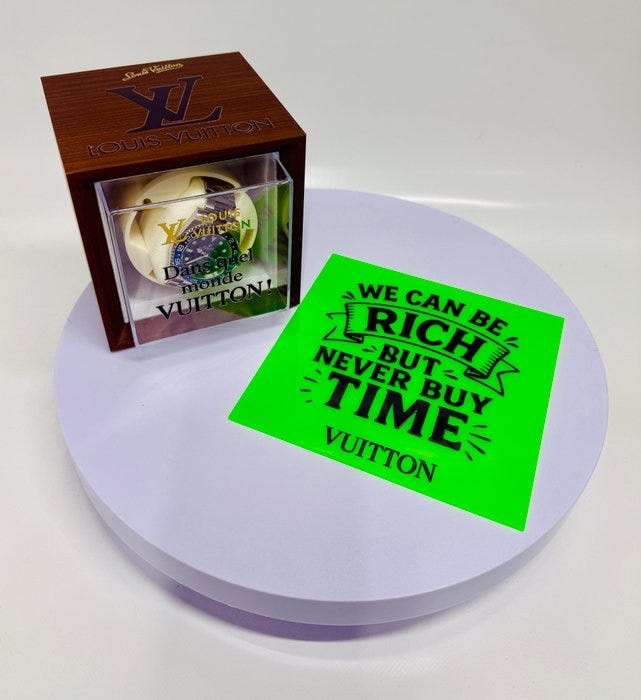 Louis Vuitton
LV
LOUIS VUITTON
LV LOUIS
VUITTON
Dans quel
monde
VUITTON!
WE CAN BE
RICH
BUT
NEVER BUY
TIME
VUITTON